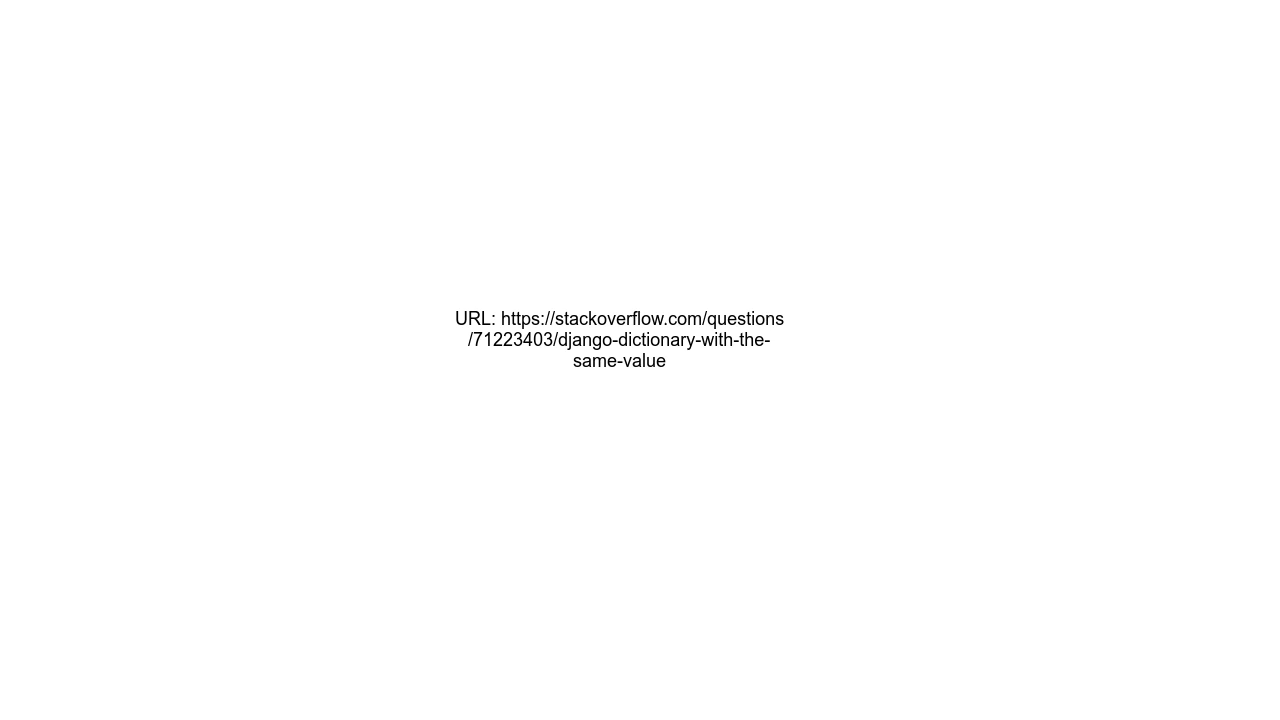 URL: https://stackoverflow.com/questions
/71223403/django-dictionary-with-the-
same-value